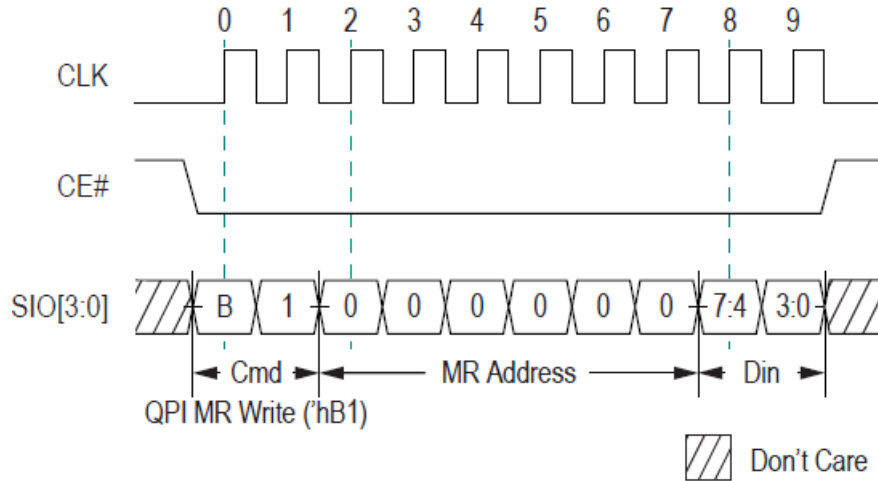 0 1 2 3 4 5 6 7 8 9
CLK
CE#
SIO[3:0] B 1 0 0 0 0 0 0 7:4 3:0
Cmd MR Address Din
QPI MR Write ('hB1)
Don't Care